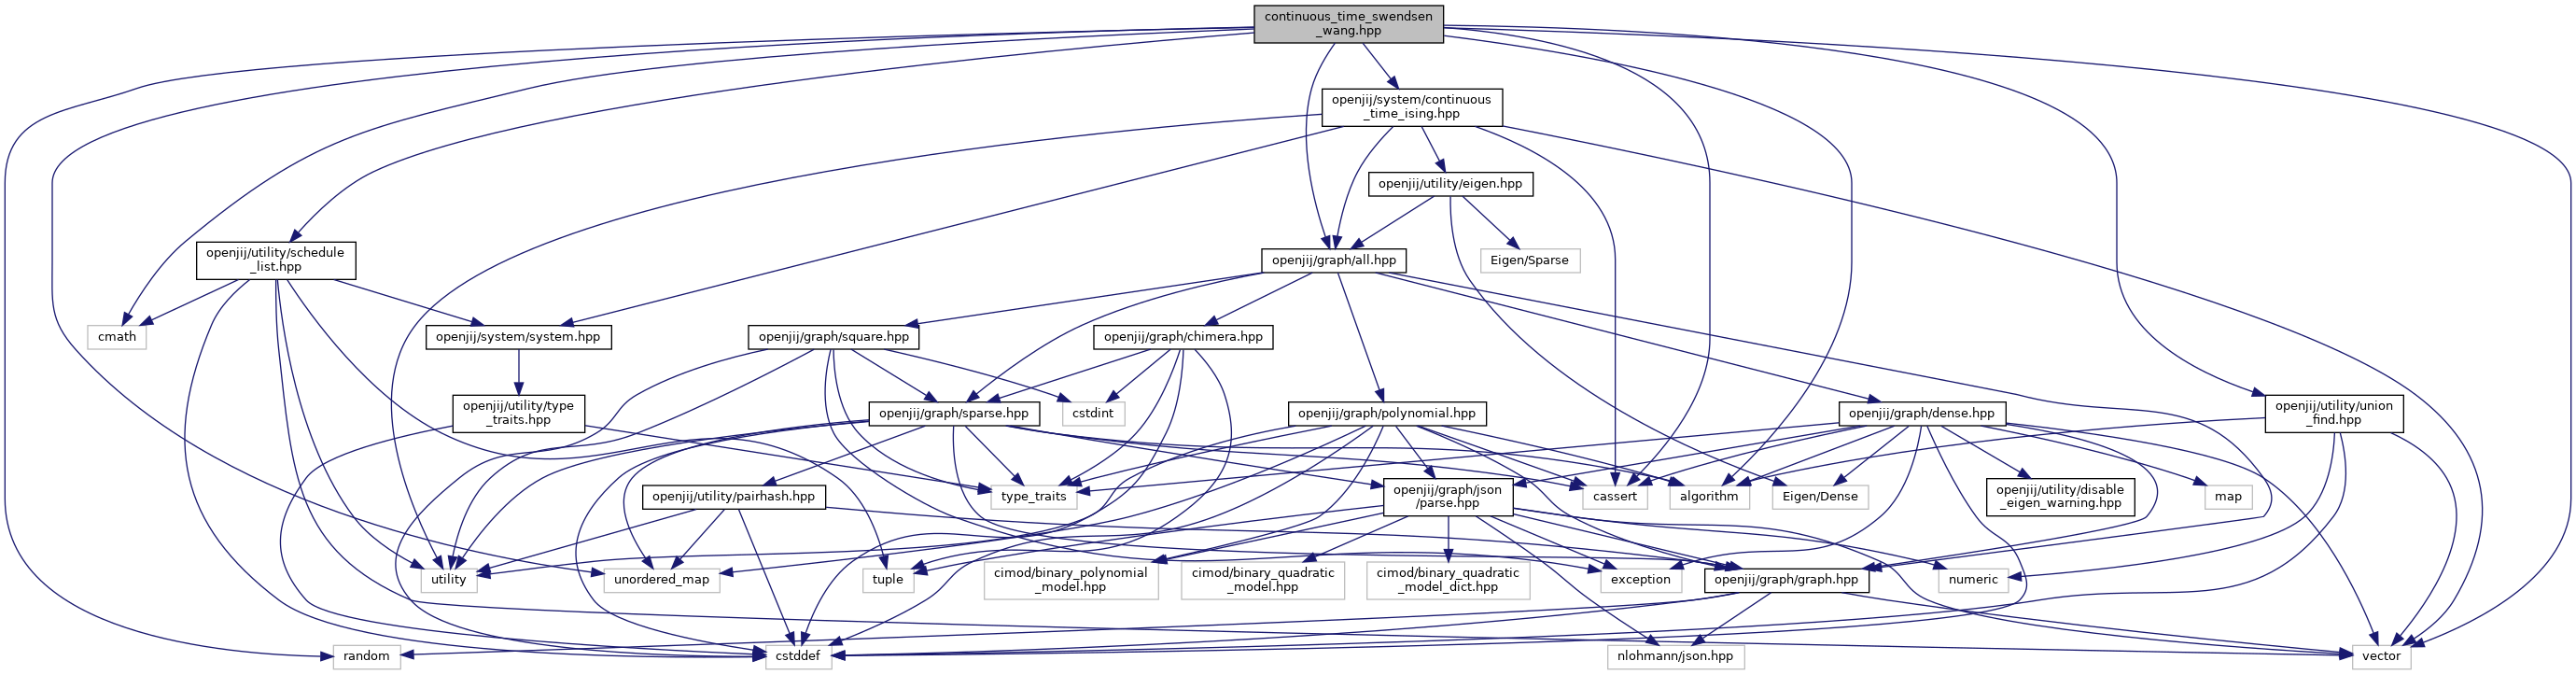 continuous_time_swendsen
_wang.hpp
openjij/system/continuous
_time_ising.hpp
openjij/utility/eigen.hpp
openjij/utility/schedule
_list.hpp
openjij/graph/all.hpp
Eigen/Sparse
cmath
openjij/system/system.hpp
openjij/graph/square.hpp
openjij/graph/chimera.hpp
openjij/utility/type
_traits.hpp
openjij/graph/sparse.hpp
cstdint
openjij/graph/polynomial.hpp
openjij/graph/dense.hpp
openjij/utility/union
_find.hpp
openjij/utility/pairhash.hpp
type_traits
openjij/graph/json
/parse.hpp
cassert
algorithm
Eigen/Dense
openjij/utility/disable
_eigen_warning.hpp
map
utility
unordered_map
tuple
cimod/binary_polynomial
_model.hpp
cimod/binary_quadratic
_model.hpp
cimod/binary_quadratic
_model_dict.hpp
exception
openjij/graph/graph.hpp
numeric
random
cstddef
nlohmann/json.hpp
vector